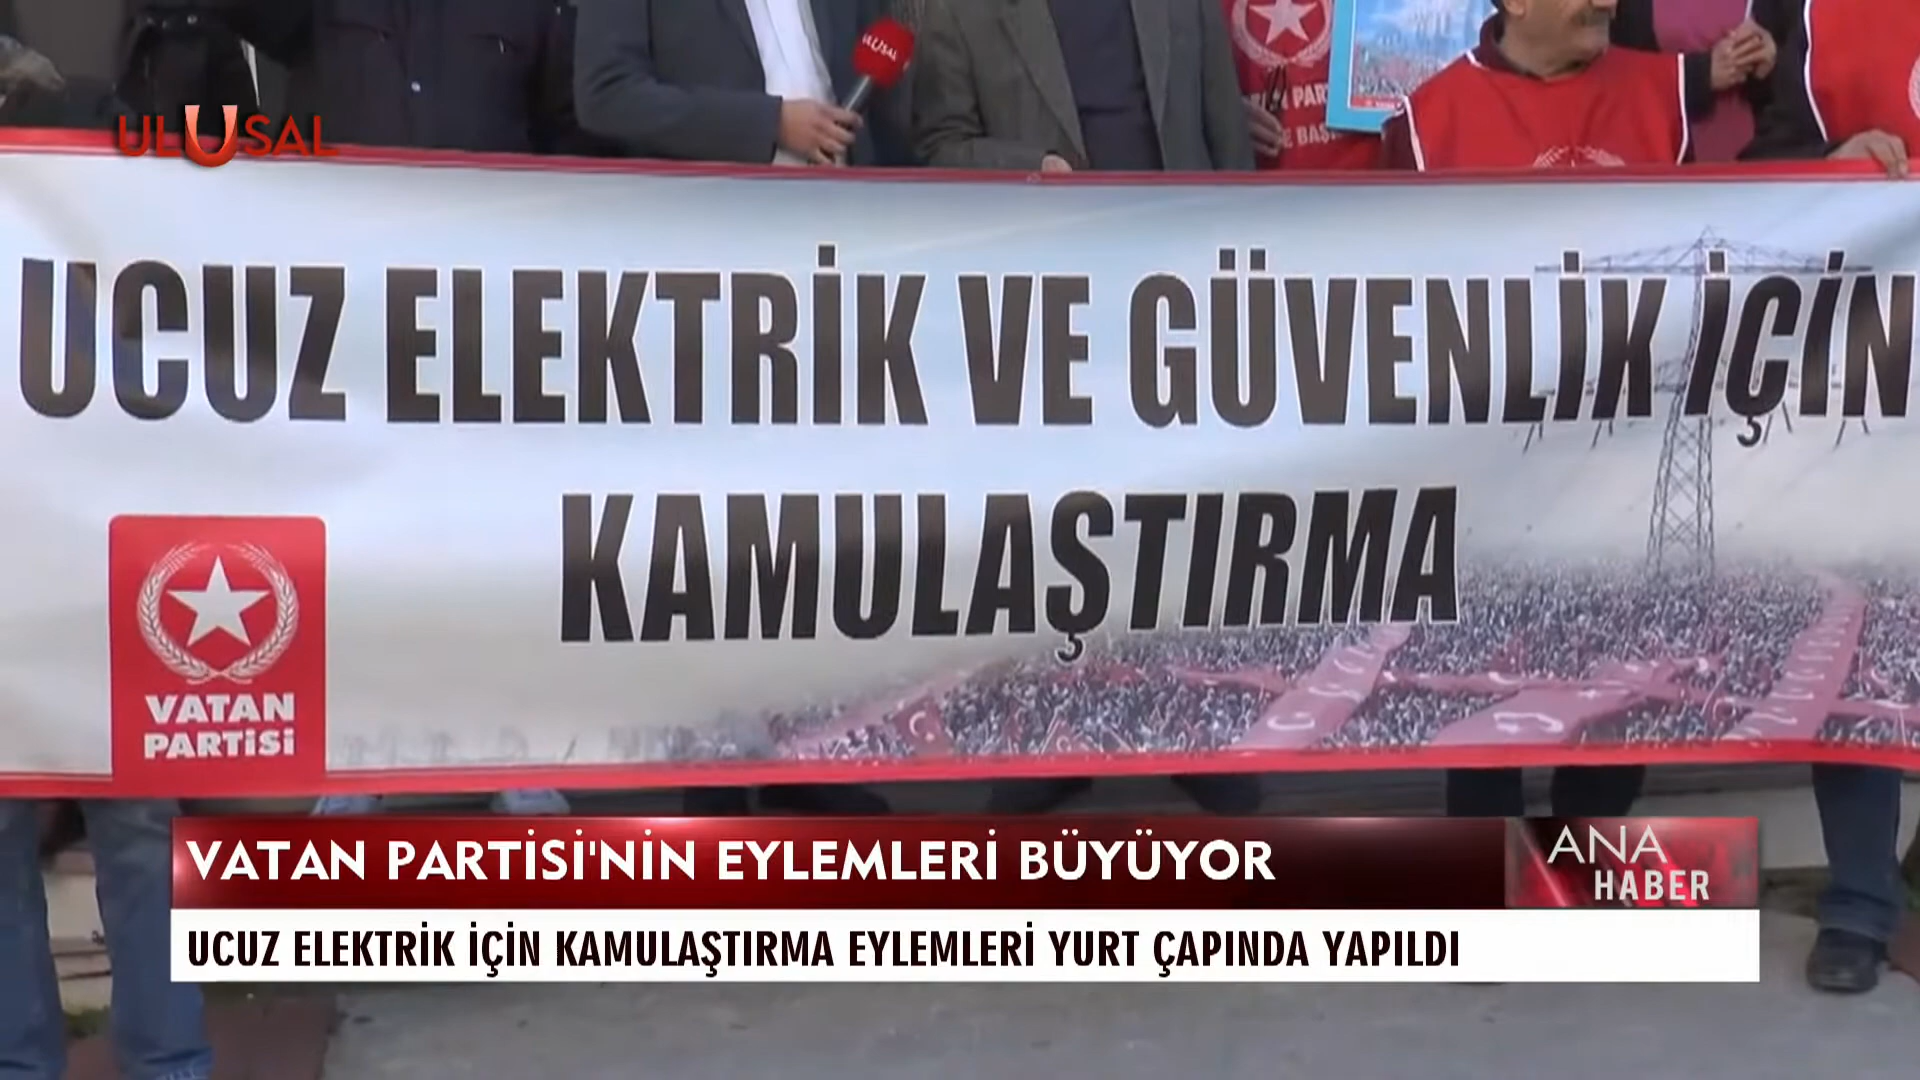 ULUSAL
ULUSAL
UCUZ ELEKTRİK VE GÜVENLİK İÇİN
KAMULAŞTIRMA
VATAN
PARTİSİ
VATAN PARTİSİ'NİN EYLEMLERİ BÜYÜYOR
ANA
HABER
UCUZ ELEKTRİK İÇİN KAMULAŞTIRMA EYLEMLERİ YURT ÇAPINDA YAPILDI